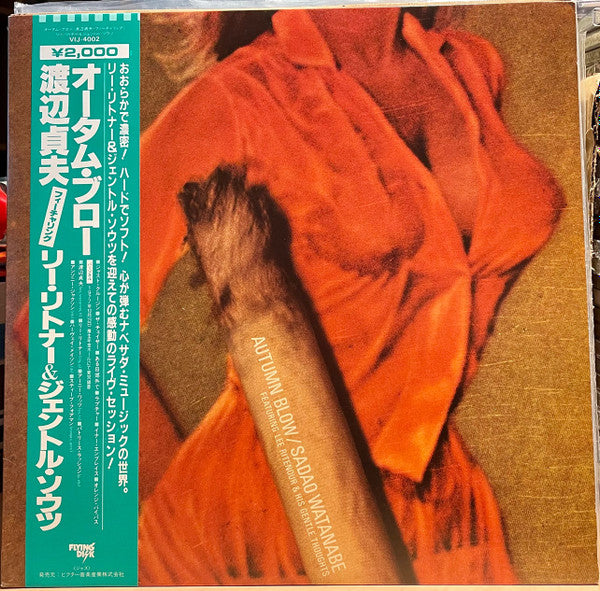 VIJ-4002
¥2,000
オータム・ブロー
渡辺貞夫
フィーチャリング
リー・リトナー&ジェントル・ソウツ
おおらかで濃密! ハードでソフト! 心が弾むナベサダ・ミュージックの世界。
リー・リトナー&ジェントル・ソウツを迎えての感動のライヴ・セッション!
AUTUMN BLOW/SADAO WATANABE
FEATURING LEE RITENOUR & HIS GENTLE THOUGHTS
FLYING
DISK
(ジャズ)
発売元:ビクター音楽産業株式会社